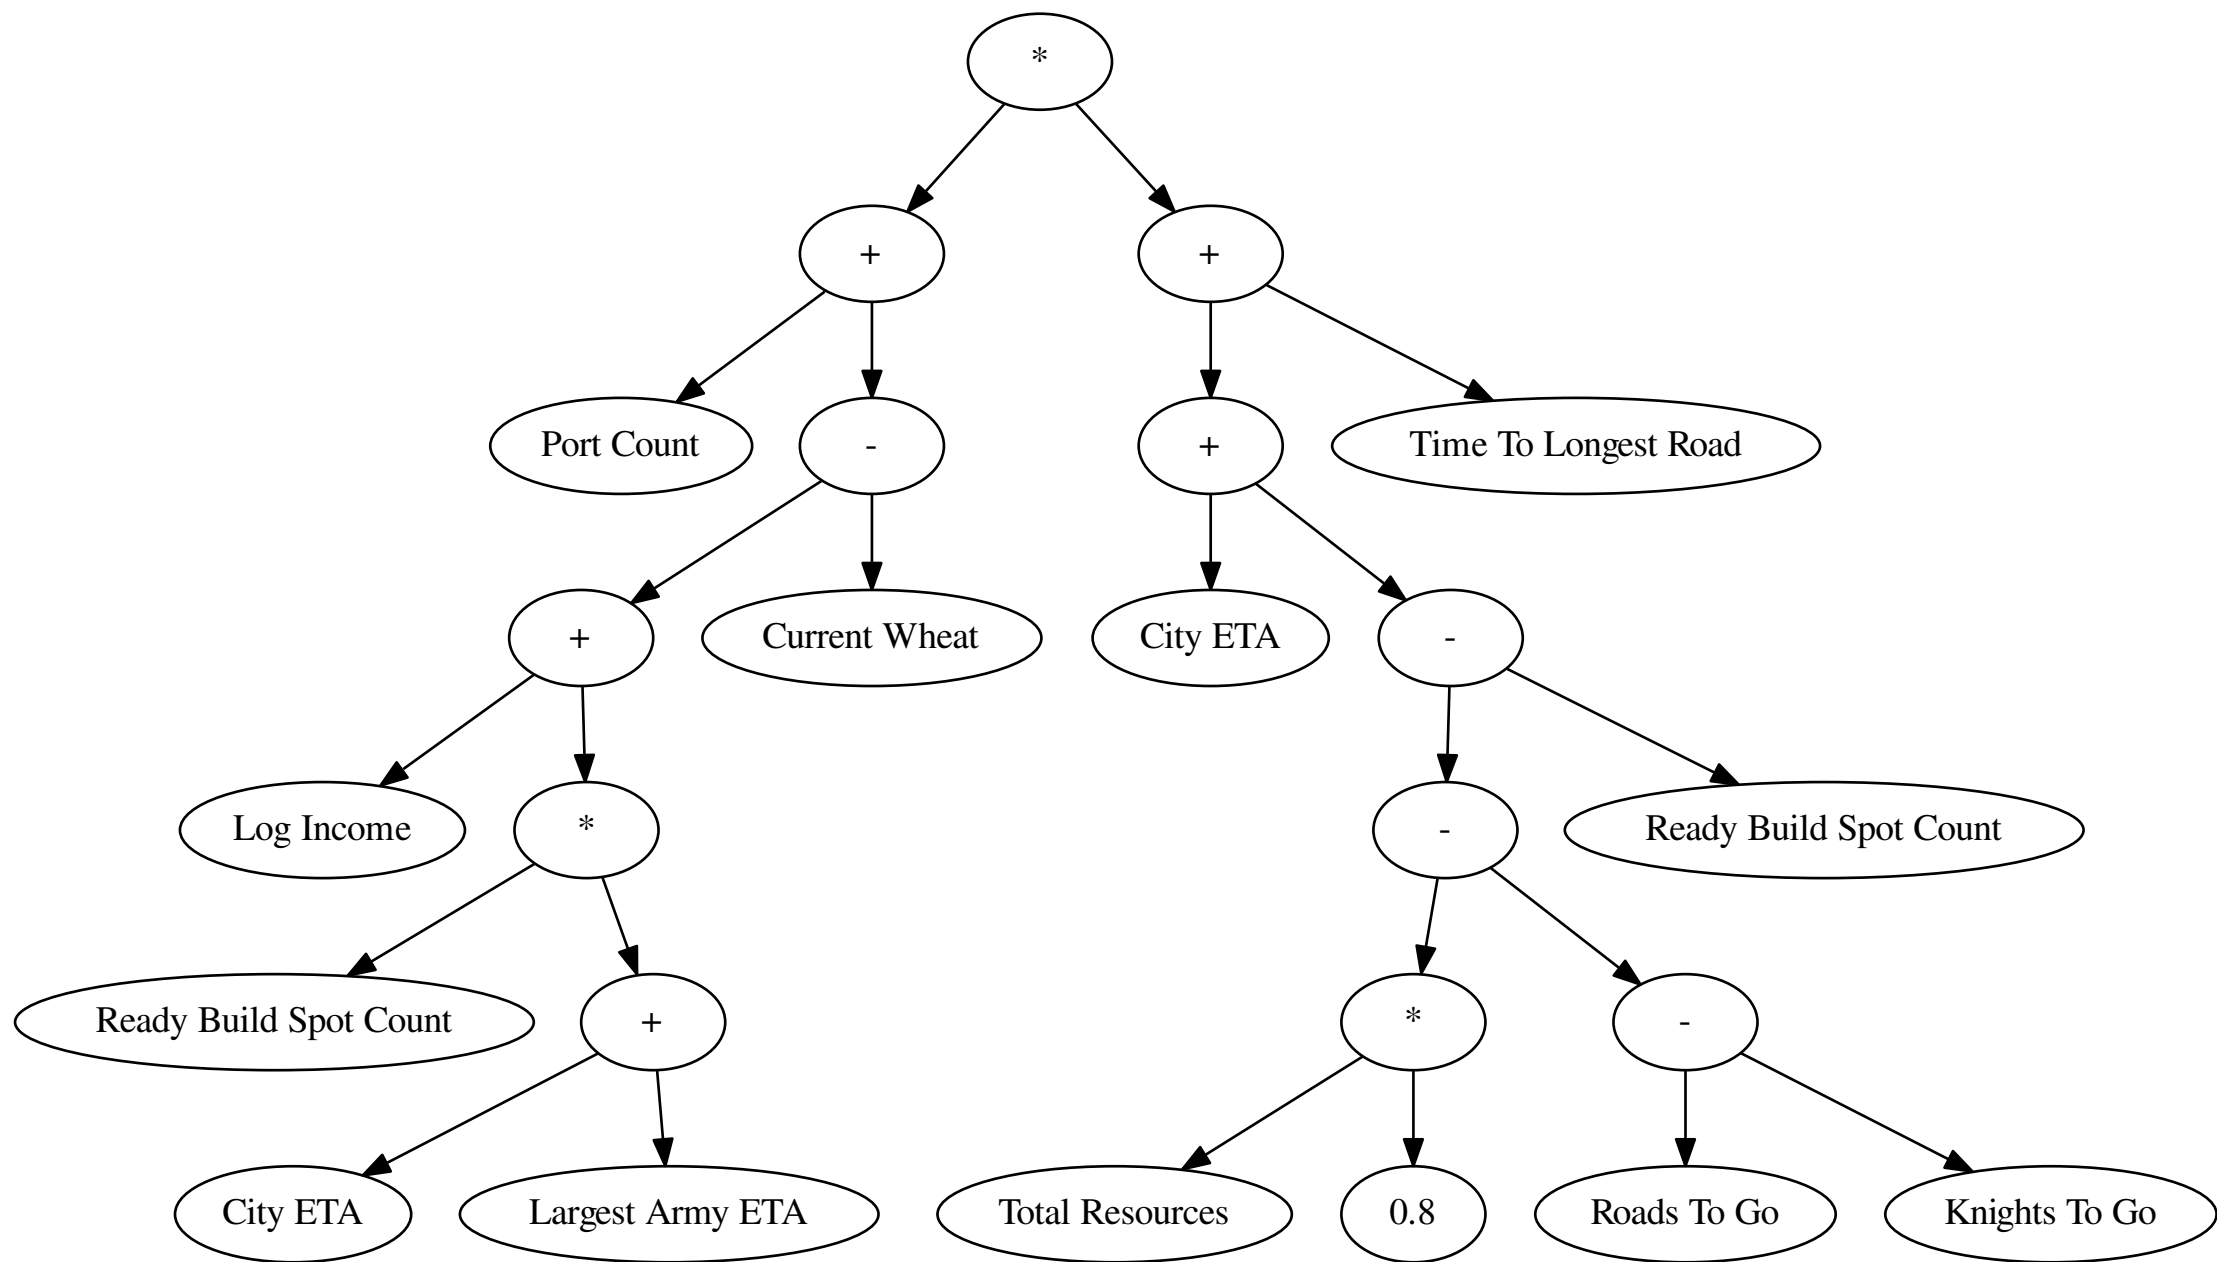 *
+
+
Port Count
-
+
Time To Longest Road
+
Current Wheat
City ETA
-
Log Income
*
-
Ready Build Spot Count
Ready Build Spot Count
+
*
-
City ETA
Largest Army ETA
Total Resources
0.8
Roads To Go
Knights To Go